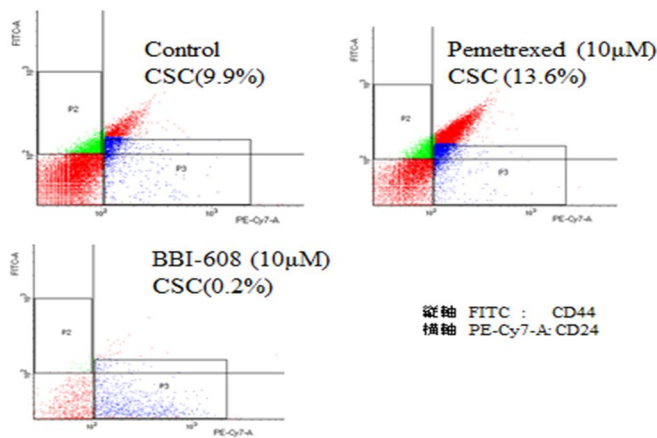 Control
CSC(9.9%)
FITC-A
P2
P3
PE-Cy7-A
Pemetrexed (10μM)
CSC (13.6%)
FITC-A
P2
P3
PE-Cy7-A
BBI-608 (10μM)
CSC(0.2%)
FITC-A
P2
P3
PE-Cy7-A
縦軸 FITC : CD44
横軸 PE-Cy7-A: CD24